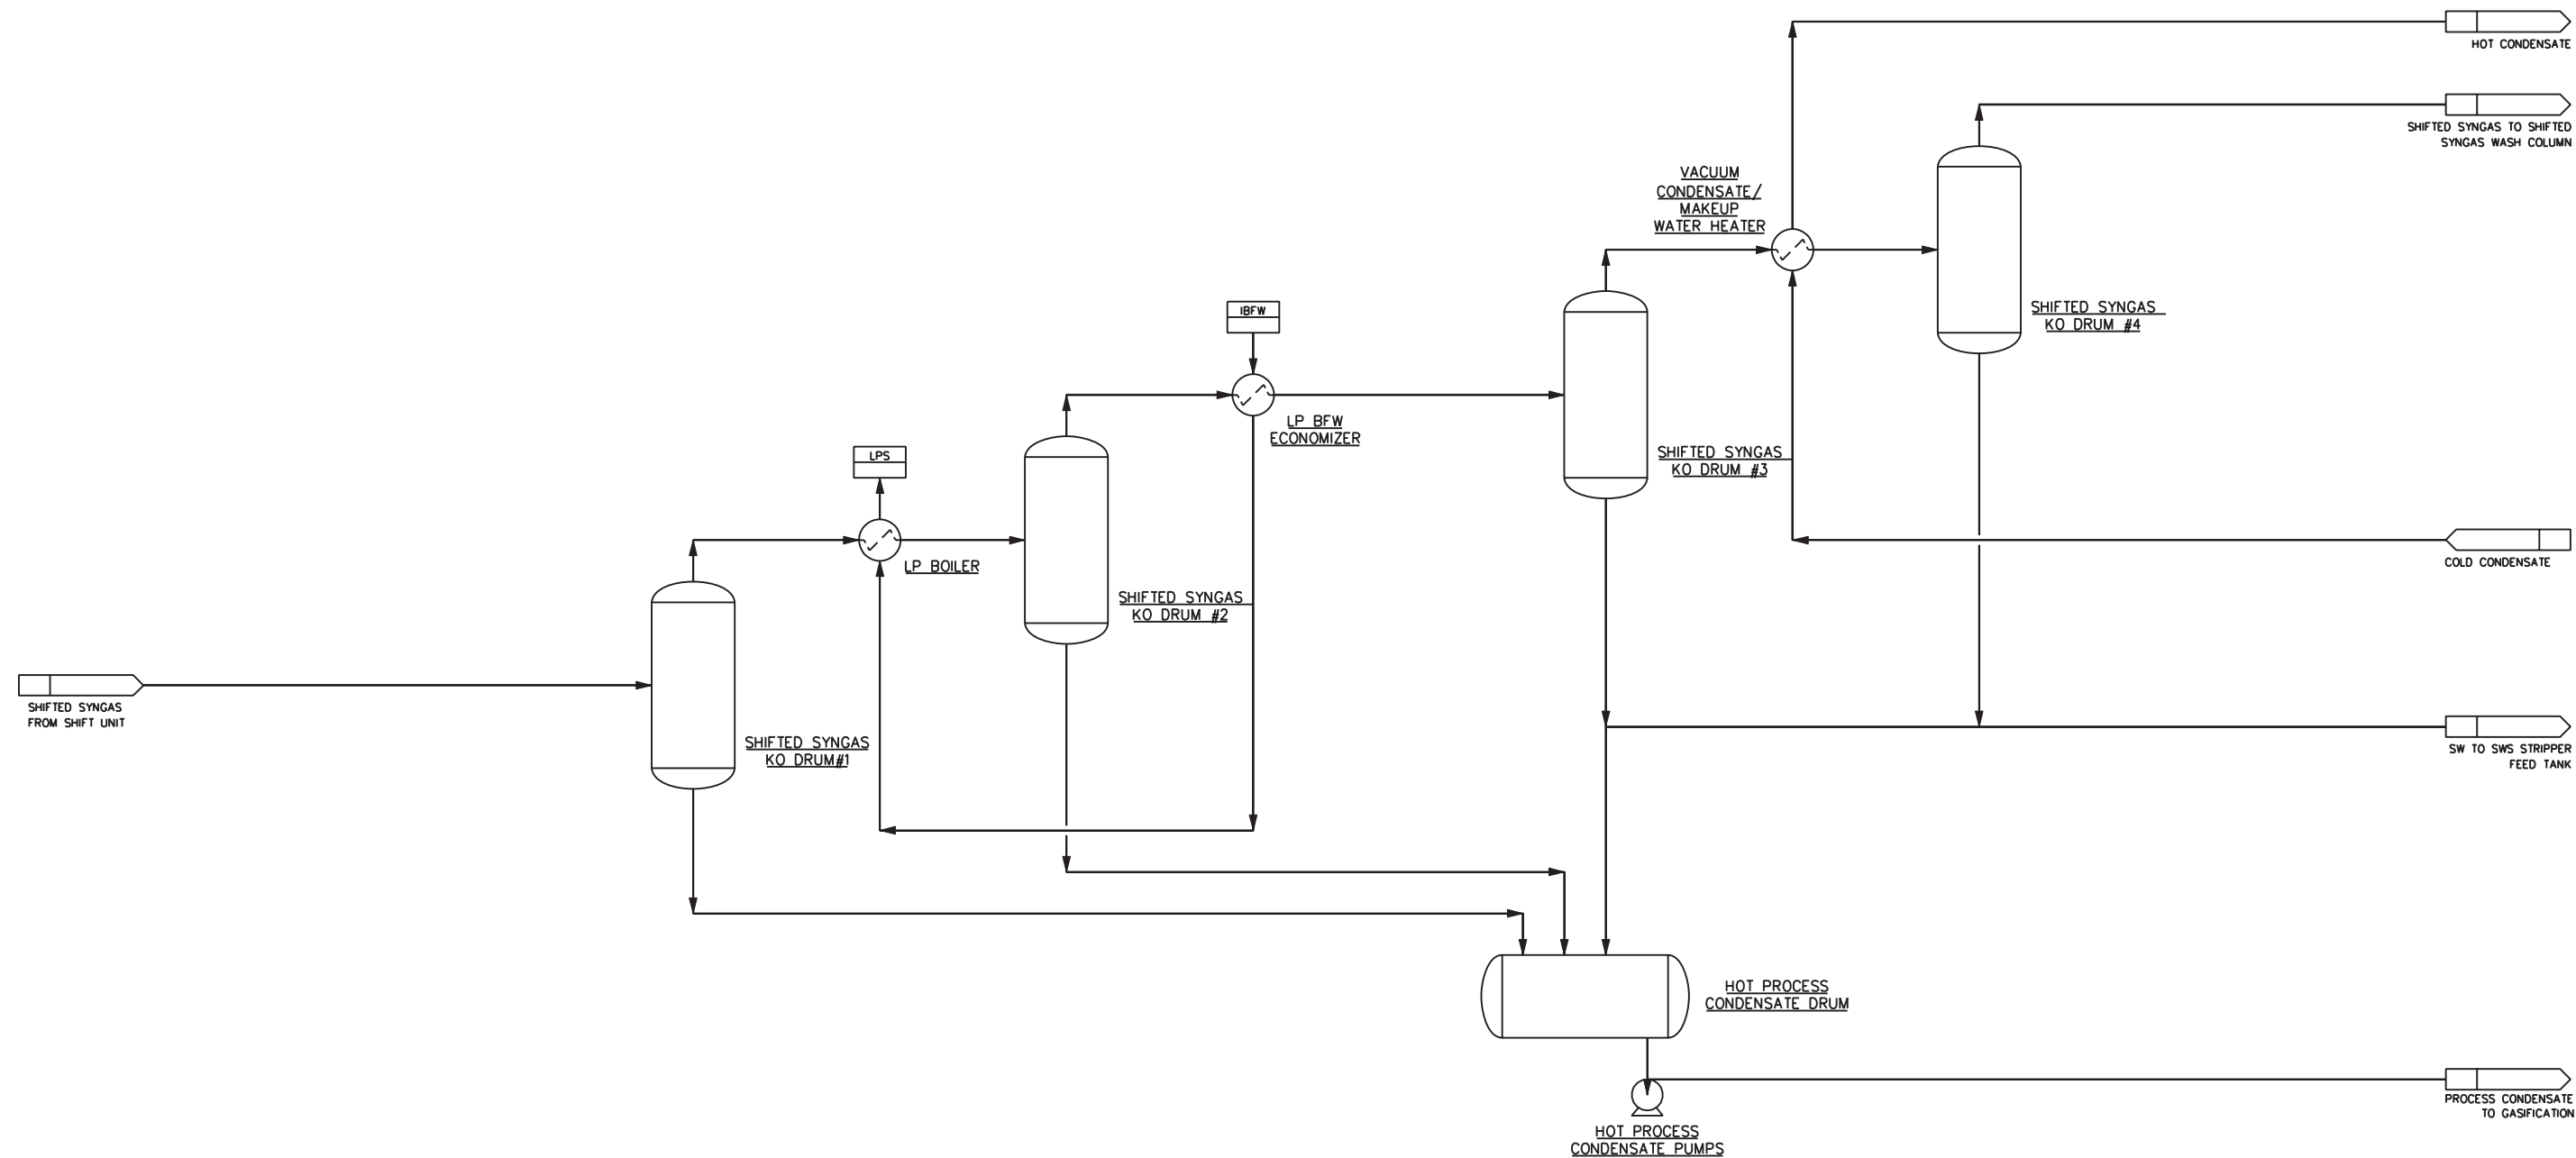 HOT CONDENSATE
SHIFTED SYNGAS TO SHIFTED
SYNGAS WASH COLUMN
VACUUM
CONDENSATE/
MAKEUP
WATER HEATER
SHIFTED SYNGAS
KO DRUM #4
IBFW
LP BFW
ECONOMIZER
SHIFTED SYNGAS
KO DRUM #3
LPS
LP BOILER
COLD CONDENSATE
SHIFTED SYNGAS
KO DRUM #2
SHIFTED SYNGAS
FROM SHIFT UNIT
SHIFTED SYNGAS
KO DRUM#1
SW TO SWS STRIPPER
FEED TANK
HOT PROCESS
CONDENSATE DRUM
PROCESS CONDENSATE
TO GASIFICATION
HOT PROCESS
CONDENSATE PUMPS